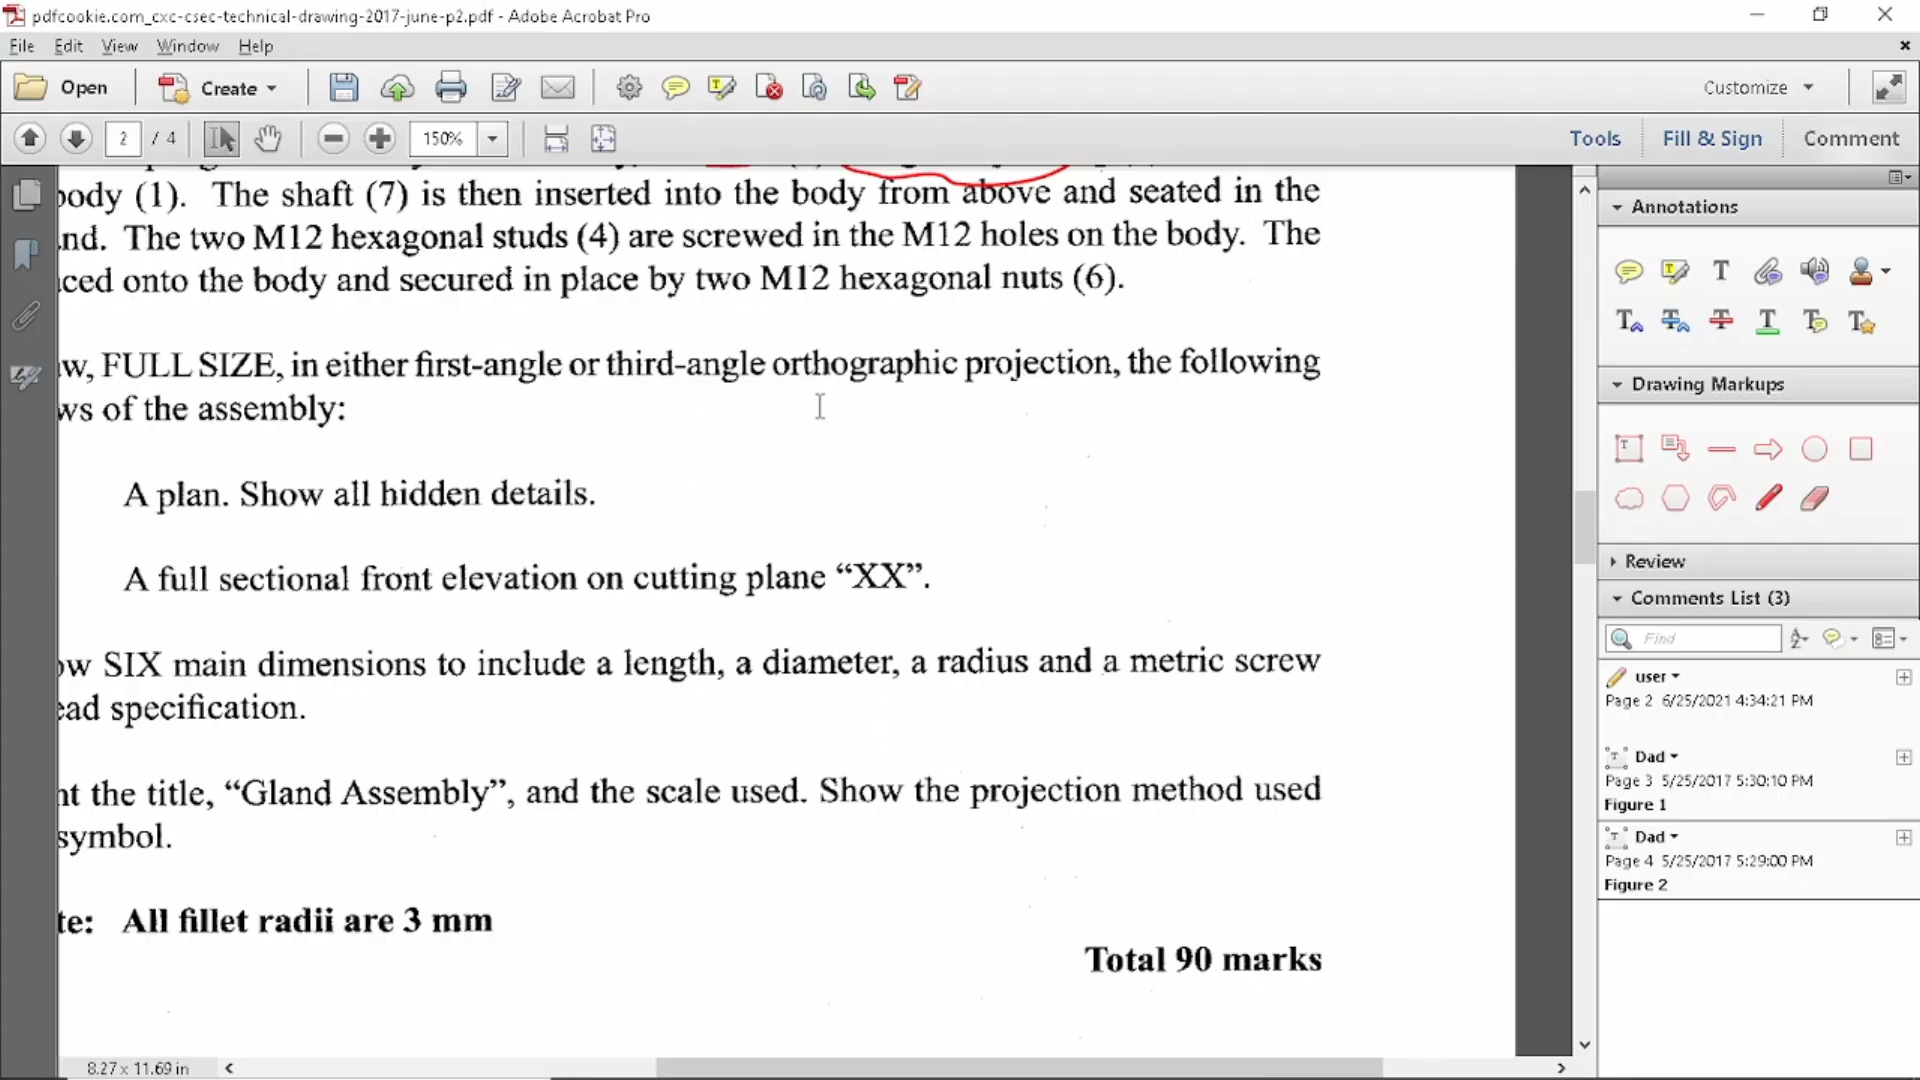 pdfcookie.com_cxc-csec-technical-drawing-2017-june-p2.pdf - Adobe Acrobat Pro
File Edit View Window Help
Open Create Customize
2 / 4 150% Tools Fill & Sign Comment
body (1). The shaft (7) is then inserted into the body from above and seated in the
nd. The two M12 hexagonal studs (4) are screwed in the M12 holes on the body. The
ced onto the body and secured in place by two M12 hexagonal nuts (6).
w, FULL SIZE, in either first-angle or third-angle orthographic projection, the following
ws of the assembly:
A plan. Show all hidden details.
A full sectional front elevation on cutting plane “XX”.
ow SIX main dimensions to include a length, a diameter, a radius and a metric screw
ead specification.
nt the title, “Gland Assembly”, and the scale used. Show the projection method used
symbol.
te: All fillet radii are 3 mm
Total 90 marks
8.27 x 11.69 in
Annotations
Drawing Markups
Review
Comments List (3)
Find
user
Page 2 6/25/2021 4:34:21 PM
Dad
Page 3 5/25/2017 5:30:10 PM
Figure 1
Dad
Page 4 5/25/2017 5:29:00 PM
Figure 2